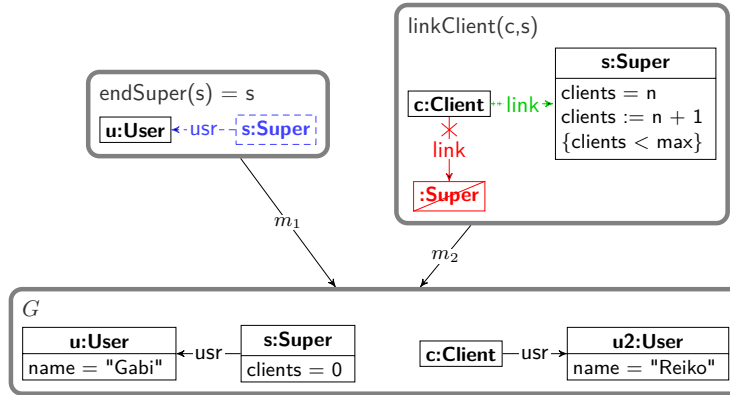 linkClient(c,s)
s:Super
clients = n
clients := n + 1
{clients < max}
c:Client
link
link
:Super
endSuper(s) = s
u:User
usr
s:Super
m1
m2
G
u:User
name = "Gabi"
usr
s:Super
clients = 0
c:Client
usr
u2:User
name = "Reiko"